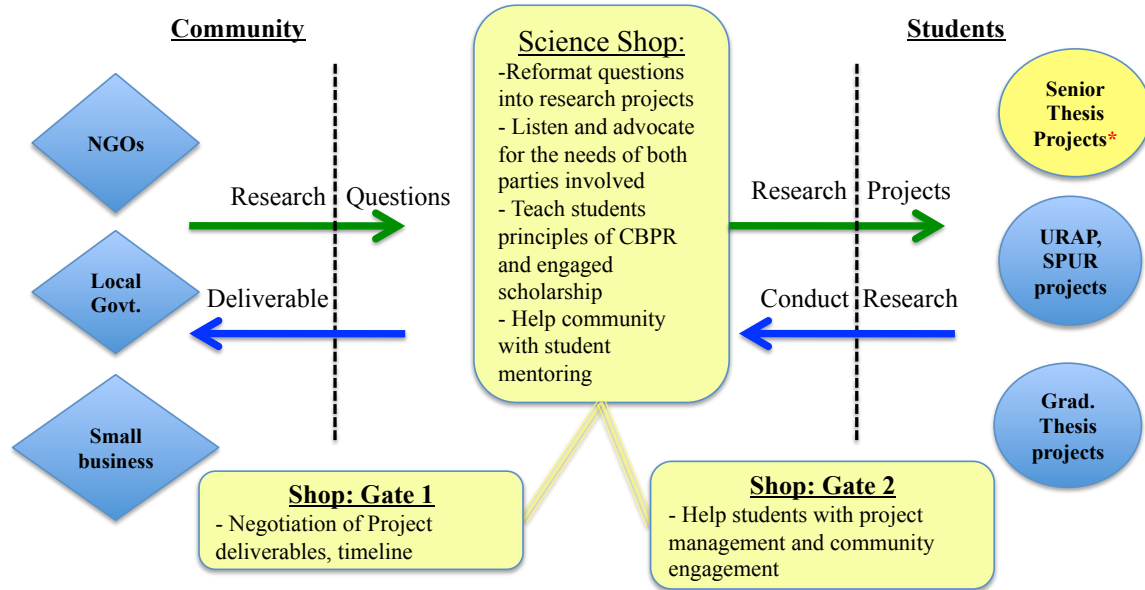 Community
NGOs
Local
Govt.
Small
business
Research Questions
Deliverable
Science Shop:
-Reformat questions
into research projects
- Listen and advocate
for the needs of both
parties involved
- Teach students
principles of CBPR
and engaged
scholarship
- Help community
with student
mentoring
Research Projects
Conduct Research
Students
Senior
Thesis
Projects*
URAP,
SPUR
projects
Grad.
Thesis
projects
Shop: Gate 1
- Negotiation of Project
deliverables, timeline
Shop: Gate 2
- Help students with project
management and community
engagement